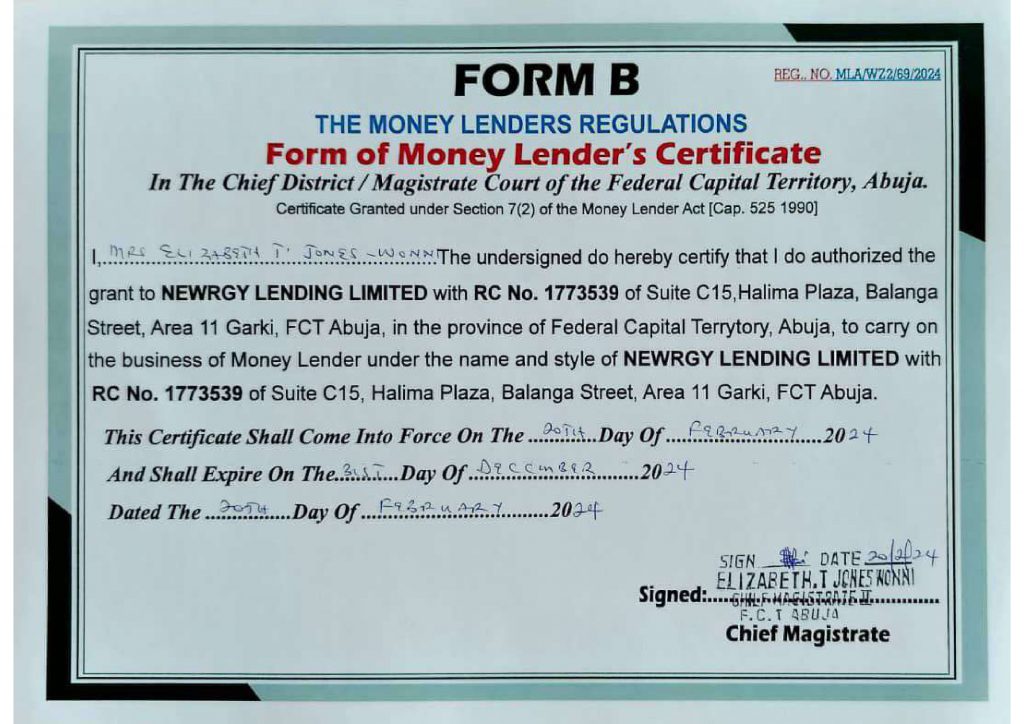 FORM B
REG.. NO. MLA/WZ2/69/2024
THE MONEY LENDERS REGULATIONS
Form of Money Lender's Certificate
In The Chief District / Magistrate Court of the Federal Capital Territory, Abuja.
Certificate Granted under Section 7(2) of the Money Lender Act [Cap. 525 1990]
I, MRS ELIZABETH T. JONES-WONNI The undersigned do hereby certify that I do authorized the
grant to NEWRGY LENDING LIMITED with RC No. 1773539 of Suite C15,Halima Plaza, Balanga
Street, Area 11 Garki, FCT Abuja, in the province of Federal Capital Terrytory, Abuja, to carry on
the business of Money Lender under the name and style of NEWRGY LENDING LIMITED with
RC No. 1773539 of Suite C15, Halima Plaza, Balanga Street, Area 11 Garki, FCT Abuja.
This Certificate Shall Come Into Force On The 20TH Day Of FEBRUARY 2024
And Shall Expire On The 31ST Day Of DECEMBER 2024
Dated The 20TH Day Of FEBRUARY 2024
SIGN DATE 20/2/24
ELIZABETH.T JONES WONNI
Signed: CHIEF MAGISTRATE II
F.C.T ABUJA
Chief Magistrate